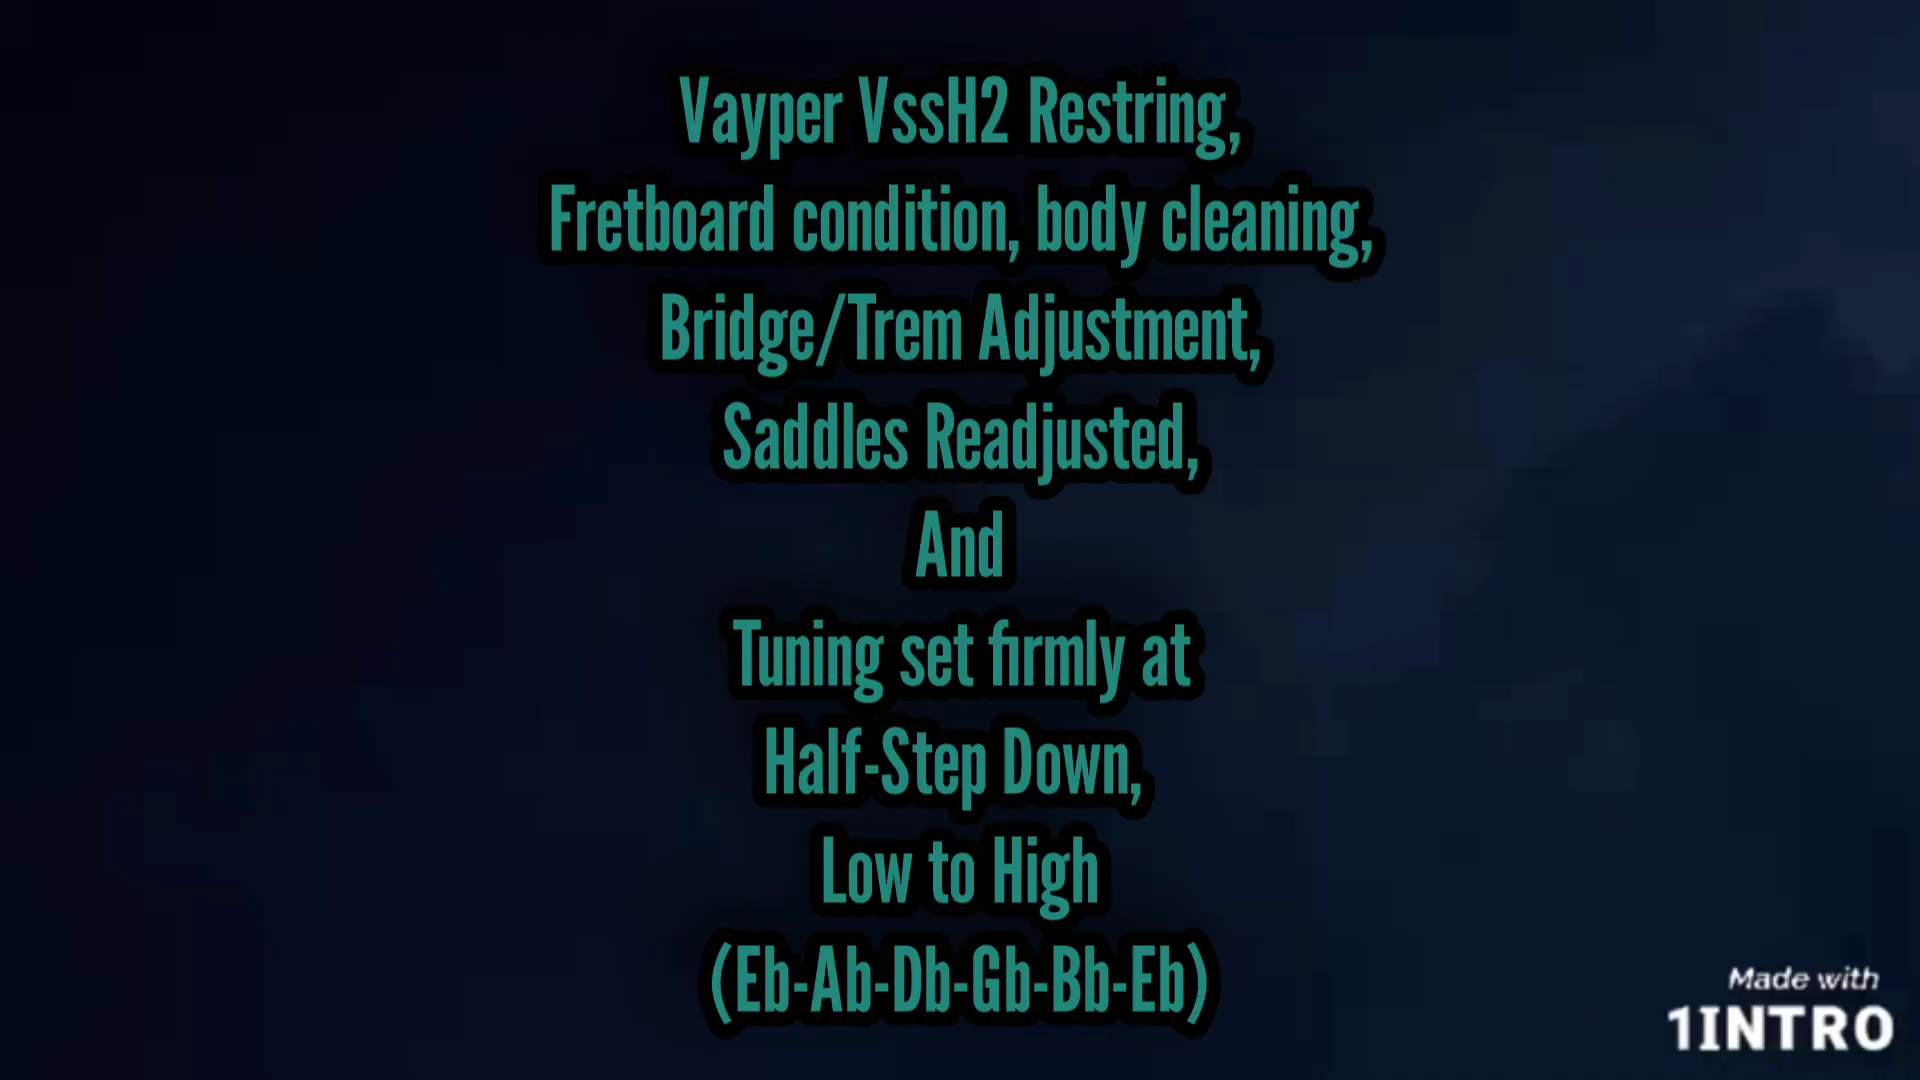 Vayper VssH2 Restring,
Fretboard condition, body cleaning,
Bridge/Trem Adjustment,
Saddles Readjusted,
And
Tuning set firmly at
Half-Step Down,
Low to High
(Eb-Ab-Db-Gb-Bb-Eb)
Made with
1INTRO